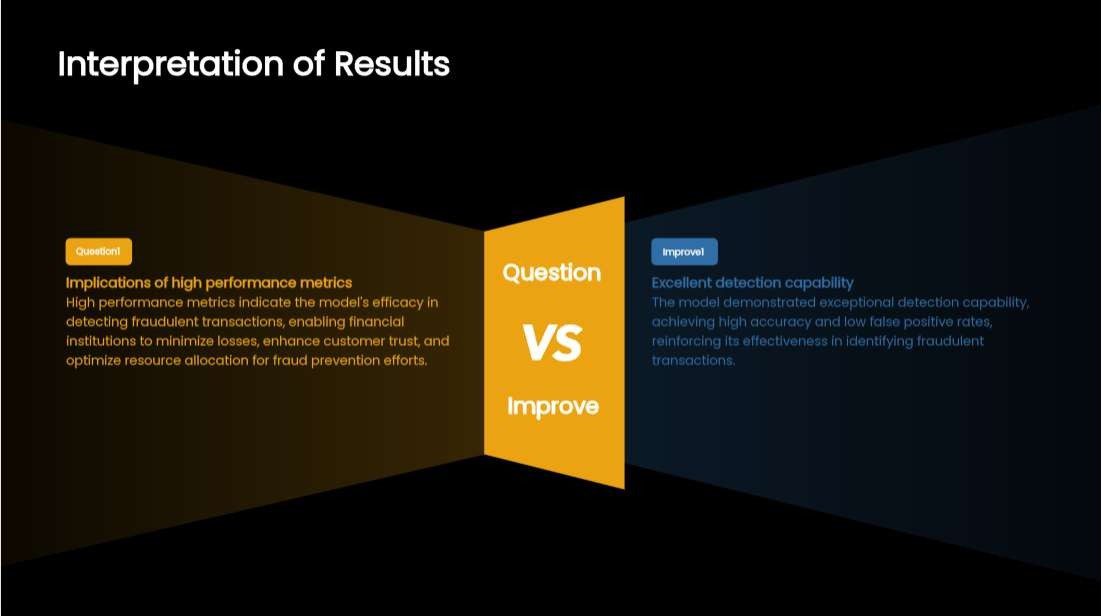 Interpretation of Results
Question1
Implications of high performance metrics
High performance metrics indicate the model's efficacy in
detecting fraudulent transactions, enabling financial
institutions to minimize losses, enhance customer trust, and
optimize resource allocation for fraud prevention efforts.
Question
VS
Improve
Improve1
Excellent detection capability
The model demonstrated exceptional detection capability,
achieving high accuracy and low false positive rates,
reinforcing its effectiveness in identifying fraudulent
transactions.